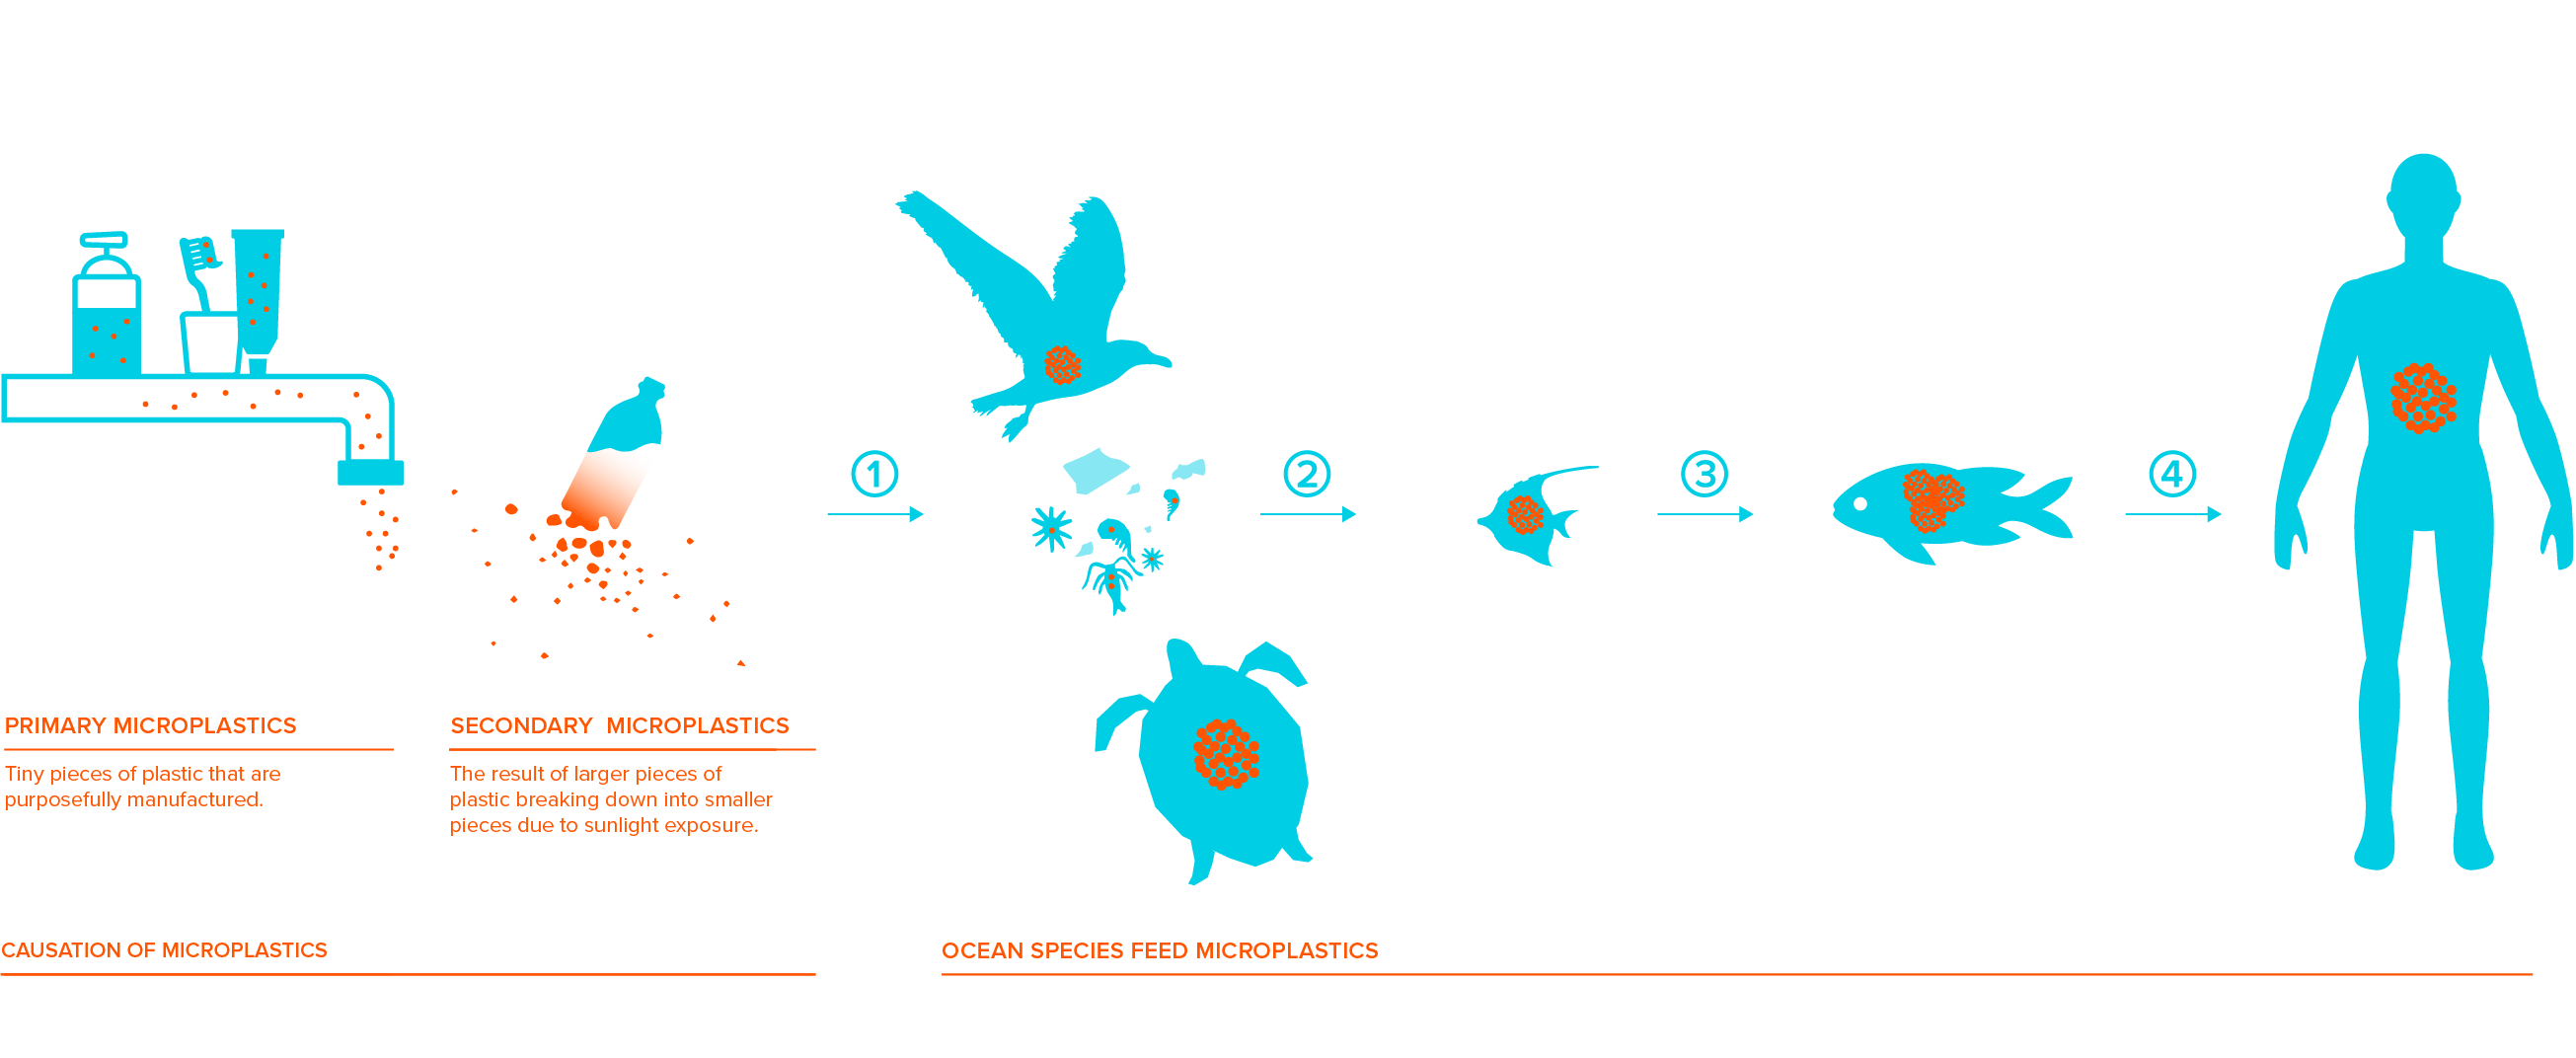 1
2
3
4
PRIMARY MICROPLASTICS
Tiny pieces of plastic that are
purposefully manufactured.
SECONDARY MICROPLASTICS
The result of larger pieces of
plastic breaking down into smaller
pieces due to sunlight exposure.
CAUSATION OF MICROPLASTICS
OCEAN SPECIES FEED MICROPLASTICS